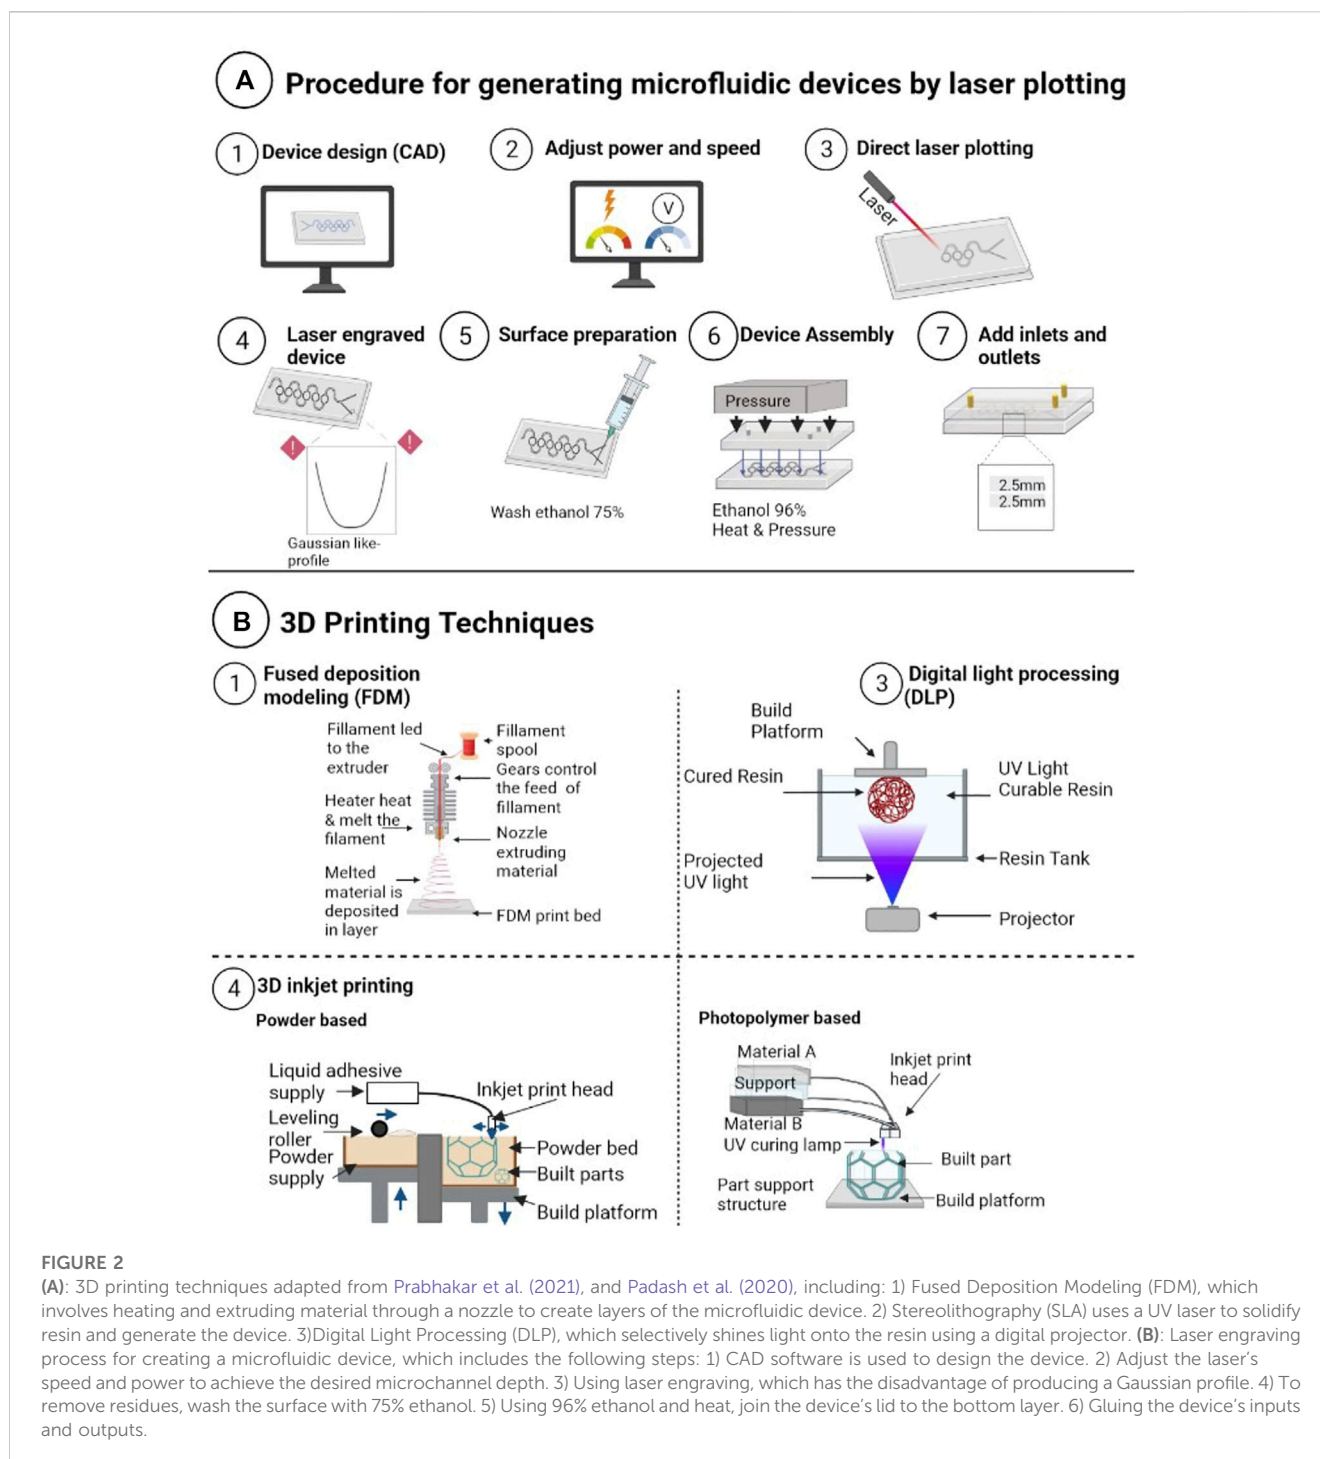 A Procedure for generating microfluidic devices by laser plotting
1 Device design (CAD)
2 Adjust power and speed
V
3 Direct laser plotting
Laser
4 Laser engraved
device
!
!
Gaussian like-
profile
5 Surface preparation
Wash ethanol 75%
6 Device Assembly
Pressure
Ethanol 96%
Heat & Pressure
7 Add inlets and
outlets
2.5mm
2.5mm
B 3D Printing Techniques
1 Fused deposition
modeling (FDM)
Fillament led
to the
extruder
Fillament
spool
Gears control
the feed of
fillament
Heater heat
& melt the
filament
Nozzle
extruding
material
Melted
material is
deposited
in layer
FDM print bed
3 Digital light processing
(DLP)
Build
Platform
Cured Resin
UV Light
Curable Resin
Projected
UV light
Resin Tank
Projector
4 3D inkjet printing
Powder based
Liquid adhesive
supply
Inkjet print head
Leveling
roller
Powder
supply
Powder bed
Built parts
Build platform
Photopolymer based
Material A
Support
Material B
UV curing lamp
Inkjet print
head
Built part
Part support
structure
Build platform
FIGURE 2
(A): 3D printing techniques adapted from Prabhakar et al. (2021), and Padash et al. (2020), including: 1) Fused Deposition Modeling (FDM), which
involves heating and extruding material through a nozzle to create layers of the microfluidic device. 2) Stereolithography (SLA) uses a UV laser to solidify
resin and generate the device. 3)Digital Light Processing (DLP), which selectively shines light onto the resin using a digital projector. (B): Laser engraving
process for creating a microfluidic device, which includes the following steps: 1) CAD software is used to design the device. 2) Adjust the laser's
speed and power to achieve the desired microchannel depth. 3) Using laser engraving, which has the disadvantage of producing a Gaussian profile. 4) To
remove residues, wash the surface with 75% ethanol. 5) Using 96% ethanol and heat, join the device's lid to the bottom layer. 6) Gluing the device's inputs
and outputs.